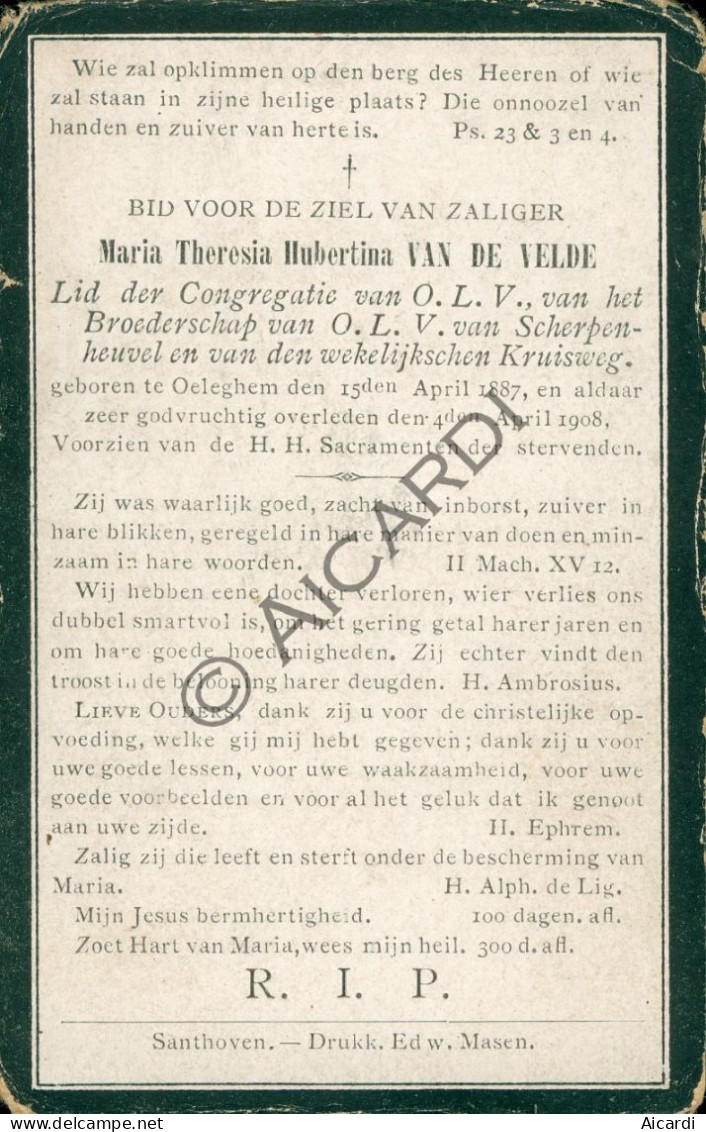 Wie zal opklimmen op den berg des Heeren of wie
zal staan in zijne heilige plaats? Die onnoozel van
handen en zuiver van herte is. Ps. 23 & 3 en 4.
†
BID VOOR DE ZIEL VAN ZALIGER
Maria Theresia Hubertina VAN DE VELDE
Lid der Congregatie van O. L. V., van het
Broederschap van O. L. V. van Scherpen-
heuvel en van den wekelijkschen Kruisweg.
geboren te Oeleghem den 15den April 1887, en aldaar
zeer godvruchtig overleden den 4den April 1908,
Voorzien van de H. H. Sacramenten der stervenden.
Zij was waarlijk goed, zacht van inborst, zuiver in
hare blikken, geregeld in hare manier van doen en min-
zaam in hare woorden. II Mach. XV 12.
Wij hebben eene dochter verloren, wier verlies ons
dubbel smartvol is, om het gering getal harer jaren en
om hare goede hoedanigheden. Zij echter vindt den
troost in de belooning harer deugden. H. Ambrosius.
LIEVE OUDERS, dank zij u voor de christelijke op-
voeding, welke gij mij hebt gegeven; dank zij u voor
uwe goede lessen, voor uwe waakzaamheid, voor uwe
goede voorbeelden en voor al het geluk dat ik genoot
aan uwe zijde. H. Ephrem.
Zalig zij die leeft en sterft onder de bescherming van
Maria. H. Alph. de Lig.
Mijn Jesus bermhertigheid. 100 dagen. afl.
Zoet Hart van Maria, wees mijn heil. 300 d. afl.
R. I. P.
Santhoven. — Drukk. Edw. Masen.
© AICARDI
Aicardi